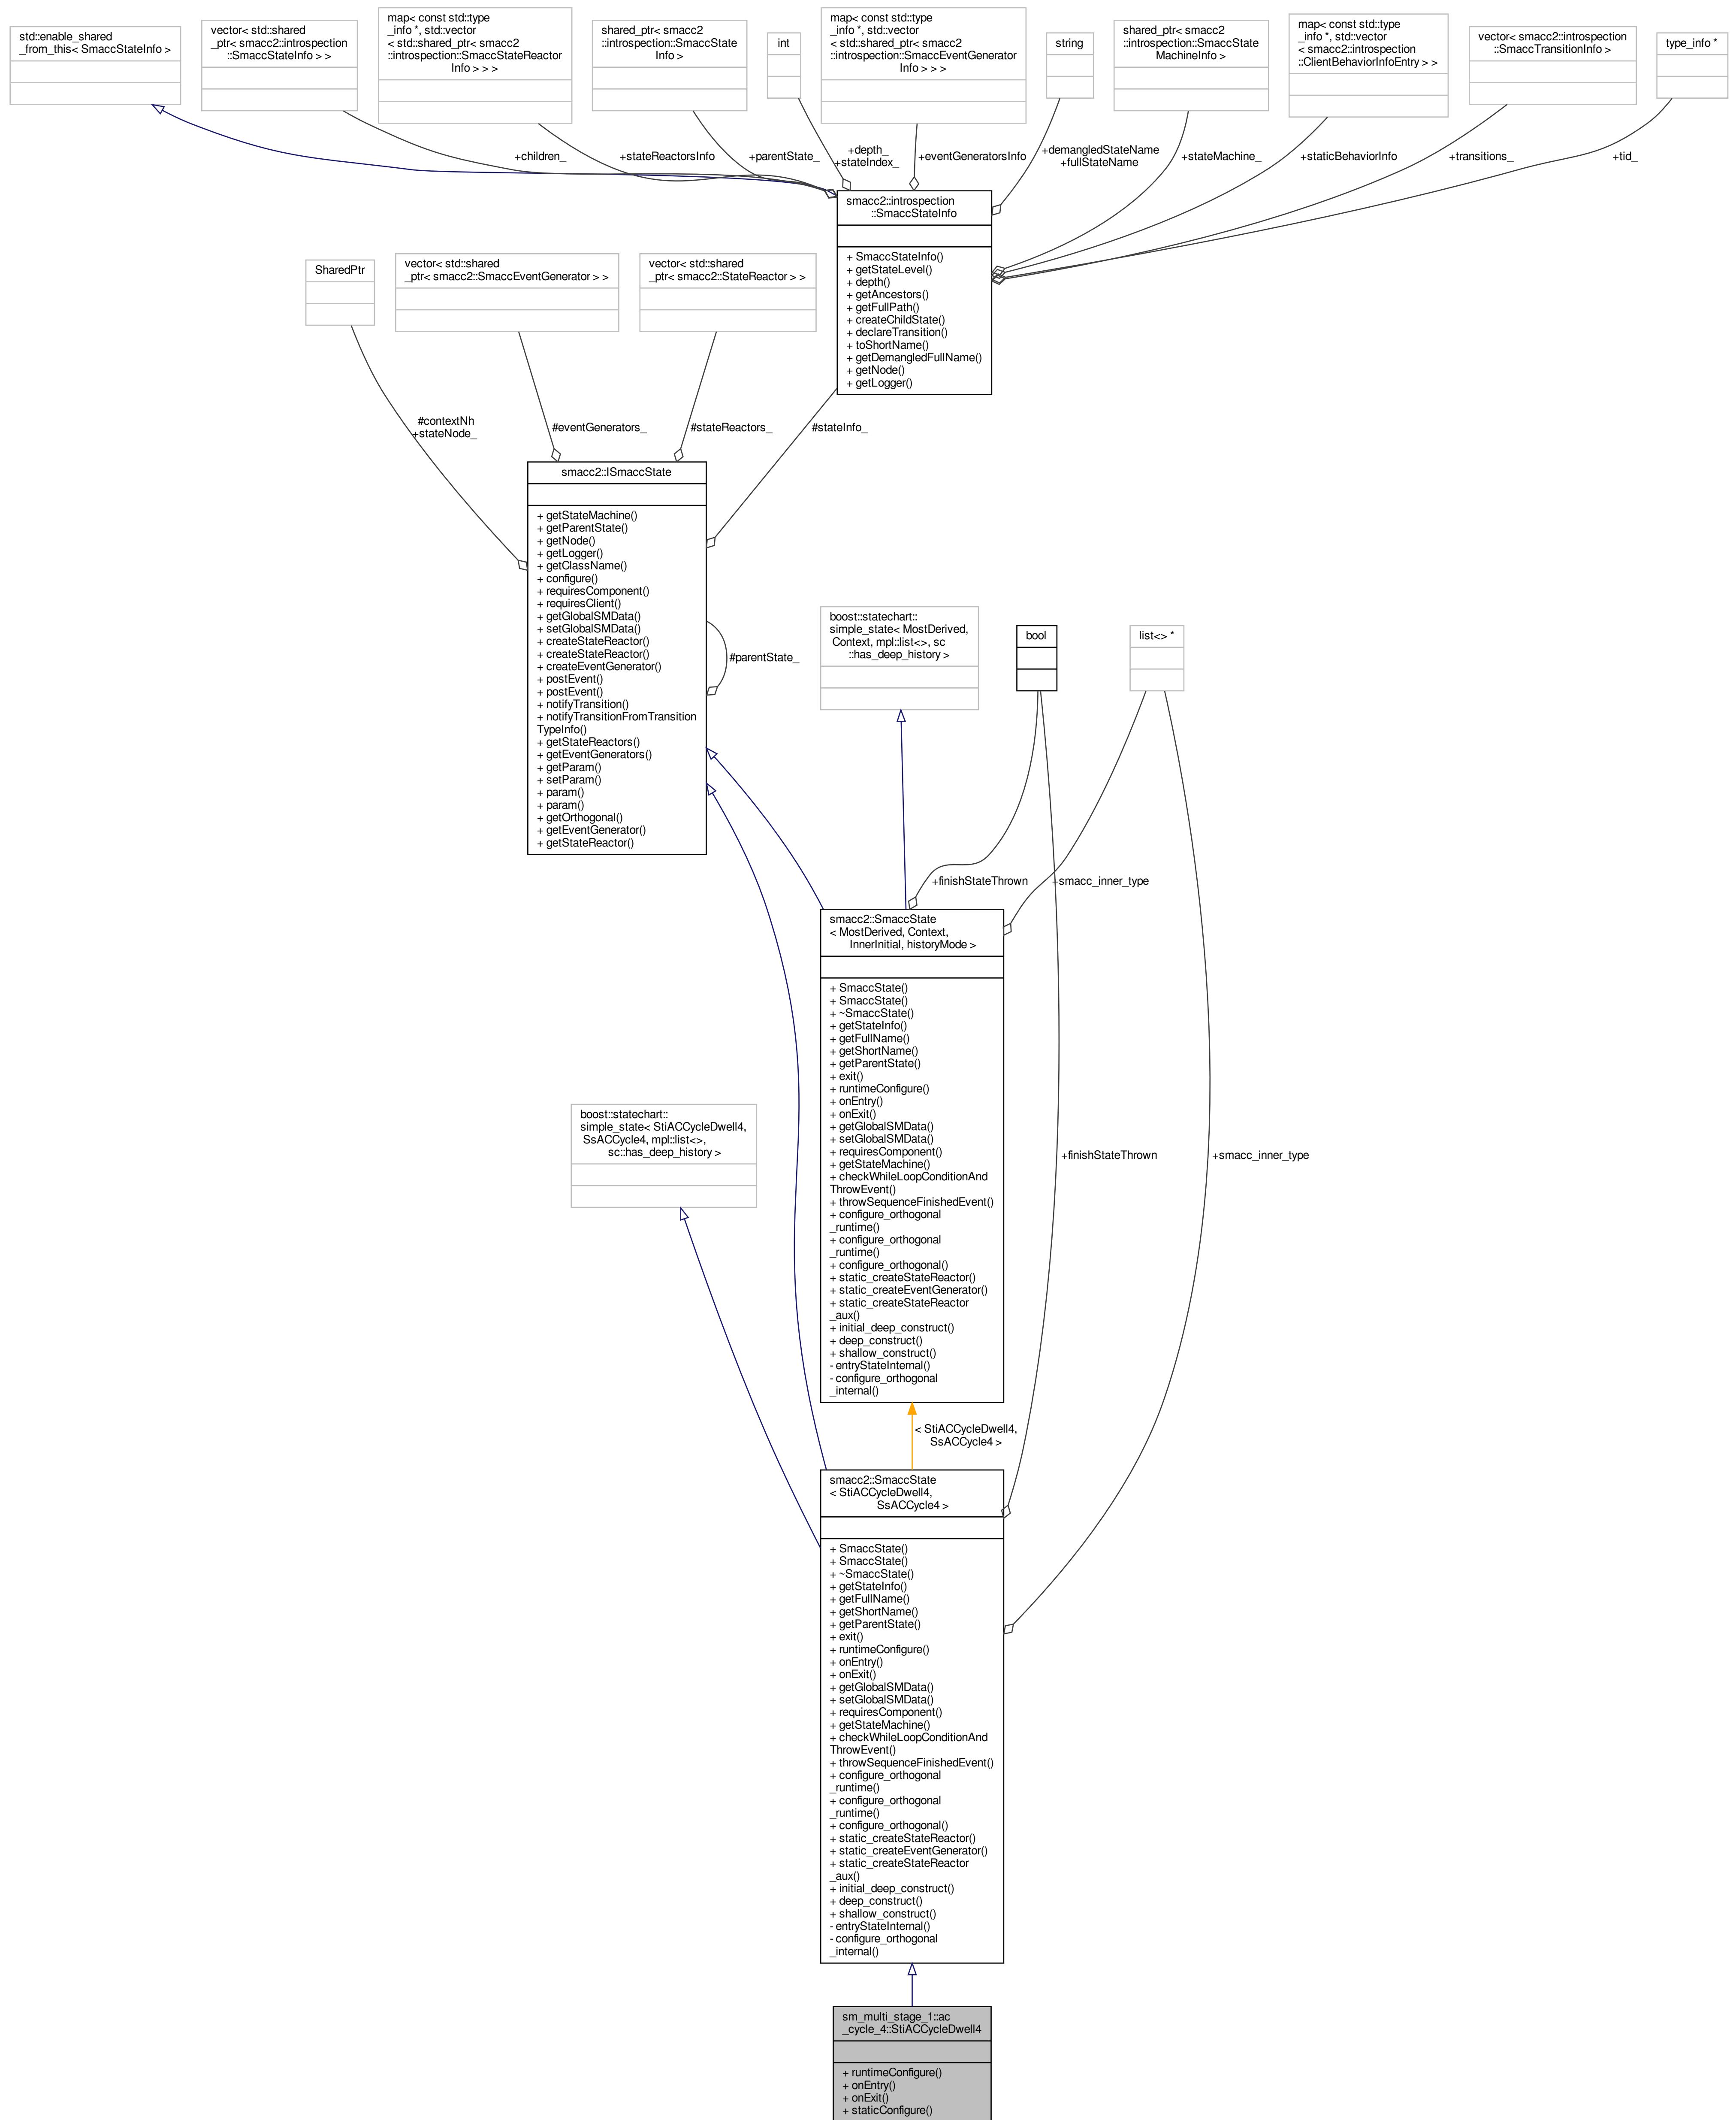 std::enable_shared
_from_this< SmaccStateInfo >
vector< std::shared
_ptr< smacc2::introspection
::SmaccStateInfo > >
map< const std::type
_info *, std::vector
< std::shared_ptr< smacc2
::introspection::SmaccStateReactor
Info > > >
shared_ptr< smacc2
::introspection::SmaccState
Info >
int
map< const std::type
_info *, std::vector
< std::shared_ptr< smacc2
::introspection::SmaccEventGenerator
Info > > >
string
shared_ptr< smacc2
::introspection::SmaccState
MachineInfo >
map< const std::type
_info *, std::vector
< smacc2::introspection
::ClientBehaviorInfoEntry > >
vector< smacc2::introspection
::SmaccTransitionInfo >
type_info *
+children_
+stateReactorsInfo
+parentState_
+depth_
+stateIndex_
+eventGeneratorsInfo
+demangledStateName
+fullStateName
+stateMachine_
+staticBehaviorInfo
+transitions_
+tid_
smacc2::introspection
::SmaccStateInfo
+ SmaccStateInfo()
+ getStateLevel()
+ depth()
+ getAncestors()
+ getFullPath()
+ createChildState()
+ declareTransition()
+ toShortName()
+ getDemangledFullName()
+ getNode()
+ getLogger()
SharedPtr
vector< std::shared
_ptr< smacc2::SmaccEventGenerator > >
vector< std::shared
_ptr< smacc2::StateReactor > >
#contextNh
+stateNode_
#eventGenerators_
#stateReactors_
#stateInfo_
smacc2::ISmaccState
+ getStateMachine()
+ getParentState()
+ getNode()
+ getLogger()
+ getClassName()
+ configure()
+ requiresComponent()
+ requiresClient()
+ getGlobalSMData()
+ setGlobalSMData()
+ createStateReactor()
+ createStateReactor()
+ createEventGenerator()
+ postEvent()
+ postEvent()
+ notifyTransition()
+ notifyTransitionFromTransition
TypeInfo()
+ getStateReactors()
+ getEventGenerators()
+ getParam()
+ setParam()
+ param()
+ param()
+ getOrthogonal()
+ getEventGenerator()
+ getStateReactor()
#parentState_
boost::statechart::
simple_state< MostDerived,
Context, mpl::list<>, sc
::has_deep_history >
bool
list<> *
+finishStateThrown
+smacc_inner_type
smacc2::SmaccState
< MostDerived, Context,
InnerInitial, historyMode >
+ SmaccState()
+ SmaccState()
+ ~SmaccState()
+ getStateInfo()
+ getFullName()
+ getShortName()
+ getParentState()
+ exit()
+ runtimeConfigure()
+ onEntry()
+ onExit()
+ getGlobalSMData()
+ setGlobalSMData()
+ requiresComponent()
+ getStateMachine()
+ checkWhileLoopConditionAnd
ThrowEvent()
+ throwSequenceFinishedEvent()
+ configure_orthogonal
_runtime()
+ configure_orthogonal
_runtime()
+ configure_orthogonal()
+ static_createStateReactor()
+ static_createEventGenerator()
+ static_createStateReactor
_aux()
+ initial_deep_construct()
+ deep_construct()
+ shallow_construct()
- entryStateInternal()
- configure_orthogonal
_internal()
boost::statechart::
simple_state< StiACCycleDwell4,
SsACCycle4, mpl::list<>,
sc::has_deep_history >
+finishStateThrown
+smacc_inner_type
< StiACCycleDwell4,
SsACCycle4 >
smacc2::SmaccState
< StiACCycleDwell4,
SsACCycle4 >
+ SmaccState()
+ SmaccState()
+ ~SmaccState()
+ getStateInfo()
+ getFullName()
+ getShortName()
+ getParentState()
+ exit()
+ runtimeConfigure()
+ onEntry()
+ onExit()
+ getGlobalSMData()
+ setGlobalSMData()
+ requiresComponent()
+ getStateMachine()
+ checkWhileLoopConditionAnd
ThrowEvent()
+ throwSequenceFinishedEvent()
+ configure_orthogonal
_runtime()
+ configure_orthogonal
_runtime()
+ configure_orthogonal()
+ static_createStateReactor()
+ static_createEventGenerator()
+ static_createStateReactor
_aux()
+ initial_deep_construct()
+ deep_construct()
+ shallow_construct()
- entryStateInternal()
- configure_orthogonal
_internal()
sm_multi_stage_1::ac
_cycle_4::StiACCycleDwell4
+ runtimeConfigure()
+ onEntry()
+ onExit()
+ staticConfigure()